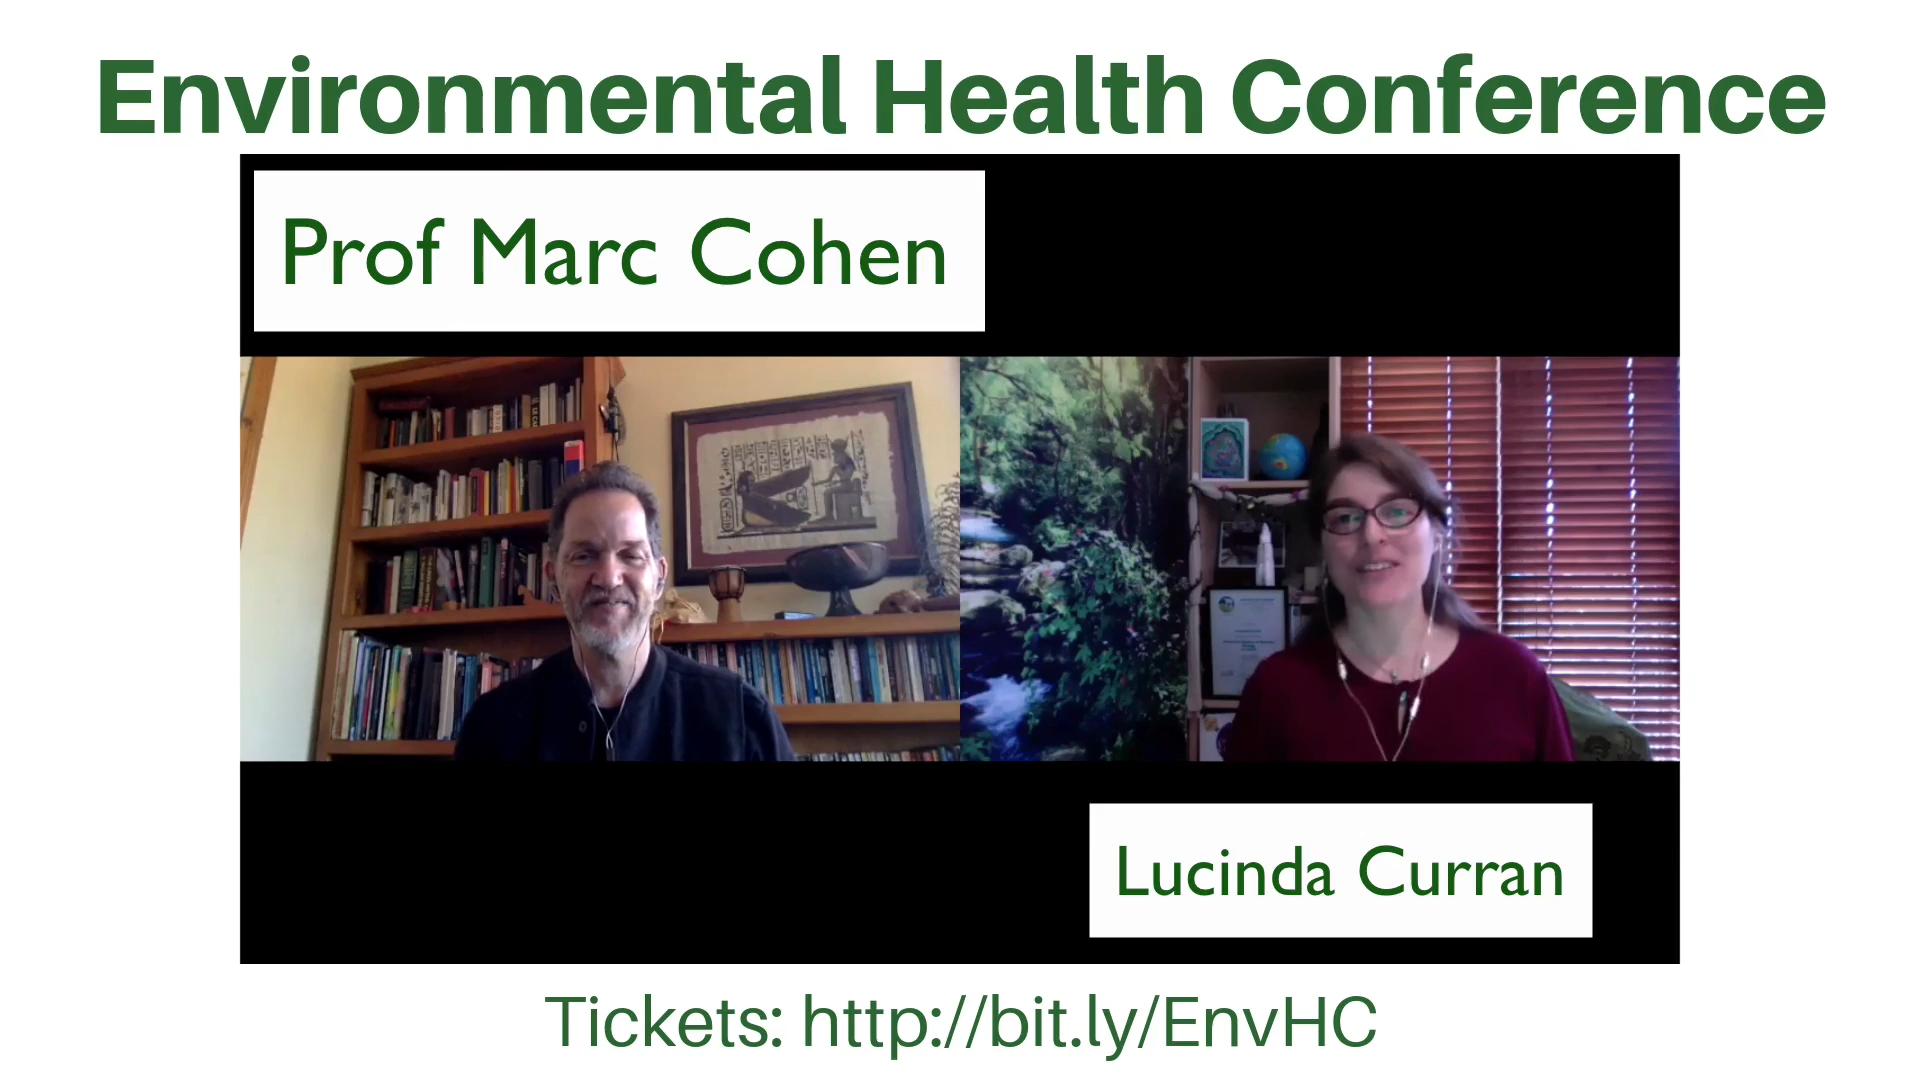 Environmental Health Conference
Prof Marc Cohen
Lucinda Curran
Tickets: http://bit.ly/EnvHC